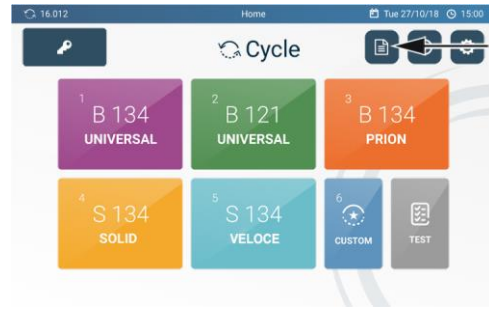 16.012 Home Tue 27/10/18 15:00
Cycle
1 2 3
B 134 B 121 B 134
UNIVERSAL UNIVERSAL PRION
4 5 6
S 134 S 134
SOLID VELOCE CUSTOM TEST